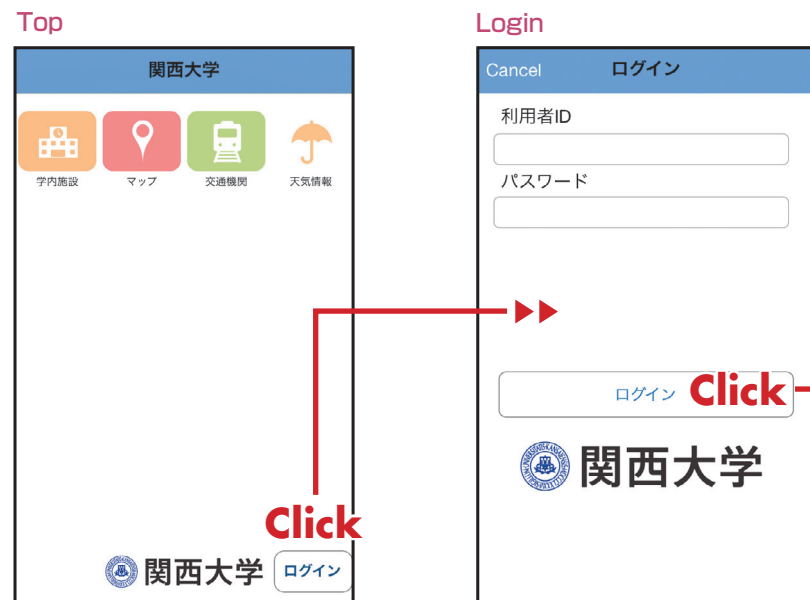 Top
関西大学
学内施設
マップ
交通機関
天気情報
Click
関西大学
ログイン
Login
Cancel
ログイン
利用者ID
パスワード
ログイン
Click
関西大学